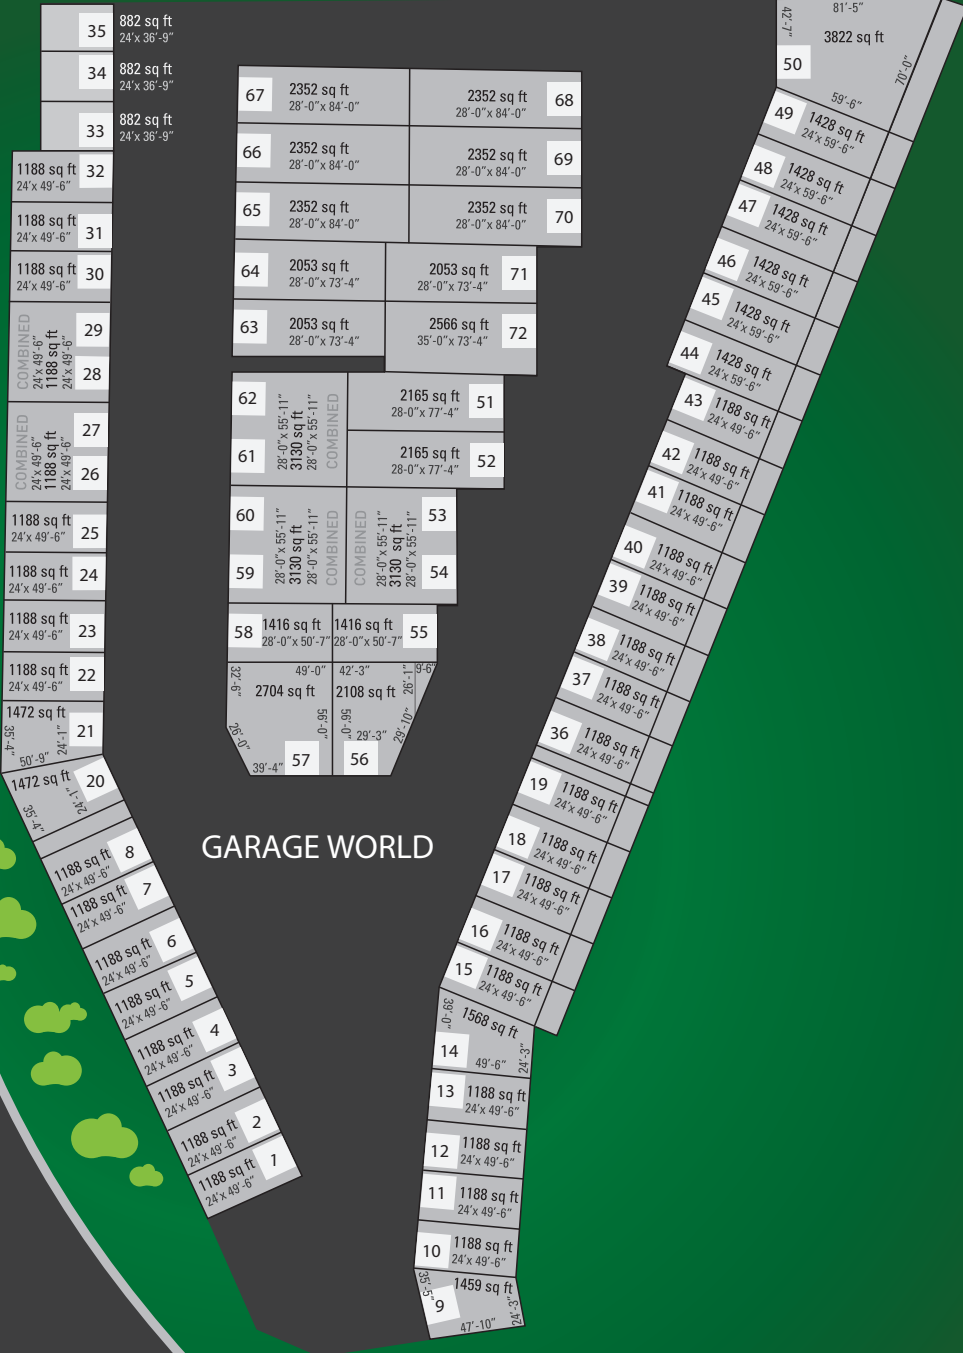 35
882 sq ft
24'x 36'-9"
34
882 sq ft
24'x 36'-9"
33
882 sq ft
24'x 36'-9"
1188 sq ft
24'x 49'-6"
32
1188 sq ft
24'x 49'-6"
31
1188 sq ft
24'x 49'-6"
30
COMBINED
24'x 49'-6"
1188 sq ft
24'x 49'-6"
29
28
COMBINED
24'x 49'-6"
1188 sq ft
24'x 49'-6"
27
26
1188 sq ft
24'x 49'-6"
25
1188 sq ft
24'x 49'-6"
24
1188 sq ft
24'x 49'-6"
23
1188 sq ft
24'x 49'-6"
22
1472 sq ft
35'-4"
50'-9"
24'-1"
21
1472 sq ft
35'-4"
24'-1"
20
1188 sq ft
24'x 49'-6"
8
1188 sq ft
24'x 49'-6"
7
1188 sq ft
24'x 49'-6"
6
1188 sq ft
24'x 49'-6"
5
1188 sq ft
24'x 49'-6"
4
1188 sq ft
24'x 49'-6"
3
1188 sq ft
24'x 49'-6"
2
1188 sq ft
24'x 49'-6"
1
67
2352 sq ft
28'-0"x 84'-0"
2352 sq ft
28'-0"x 84'-0"
68
66
2352 sq ft
28'-0"x 84'-0"
2352 sq ft
28'-0"x 84'-0"
69
65
2352 sq ft
28'-0"x 84'-0"
2352 sq ft
28'-0"x 84'-0"
70
64
2053 sq ft
28'-0"x 73'-4"
2053 sq ft
28'-0"x 73'-4"
71
63
2053 sq ft
28'-0"x 73'-4"
2566 sq ft
35'-0"x 73'-4"
72
62
61
28'-0"x 55'-11"
3130 sq ft
28'-0"x 55'-11"
COMBINED
2165 sq ft
28-0"x 77'-4"
51
2165 sq ft
28-0"x 77'-4"
52
60
59
28'-0"x 55'-11"
3130 sq ft
28'-0"x 55'-11"
COMBINED
COMBINED
28'-0"x 55'-11"
3130 sq ft
28'-0"x 55'-11"
53
54
58
1416 sq ft
28'-0"x 50'-7"
1416 sq ft
28'-0"x 50'-7"
55
32'-6"
49'-0"
2704 sq ft
26'-0"
56'-0"
39'-4"
57
42'-3"
9'-6"
26'-1"
2108 sq ft
56'-0"
29'-3"
29'-10"
56
GARAGE WORLD
81'-5"
42'-7"
3822 sq ft
50
70'-0"
59'-6"
49
1428 sq ft
24'x 59'-6"
48
1428 sq ft
24'x 59'-6"
47
1428 sq ft
24'x 59'-6"
46
1428 sq ft
24'x 59'-6"
45
1428 sq ft
24'x 59'-6"
44
1428 sq ft
24'x 59'-6"
43
1188 sq ft
24'x 49'-6"
42
1188 sq ft
24'x 49'-6"
41
1188 sq ft
24'x 49'-6"
40
1188 sq ft
24'x 49'-6"
39
1188 sq ft
24'x 49'-6"
38
1188 sq ft
24'x 49'-6"
37
1188 sq ft
24'x 49'-6"
36
1188 sq ft
24'x 49'-6"
19
1188 sq ft
24'x 49'-6"
18
1188 sq ft
24'x 49'-6"
17
1188 sq ft
24'x 49'-6"
16
1188 sq ft
24'x 49'-6"
15
1188 sq ft
24'x 49'-6"
39'-0"
1568 sq ft
14
49'-6"
24'-3"
13
1188 sq ft
24'x 49'-6"
12
1188 sq ft
24'x 49'-6"
11
1188 sq ft
24'x 49'-6"
10
1188 sq ft
24'x 49'-6"
35'-5"
1459 sq ft
9
24'-3"
47'-10"